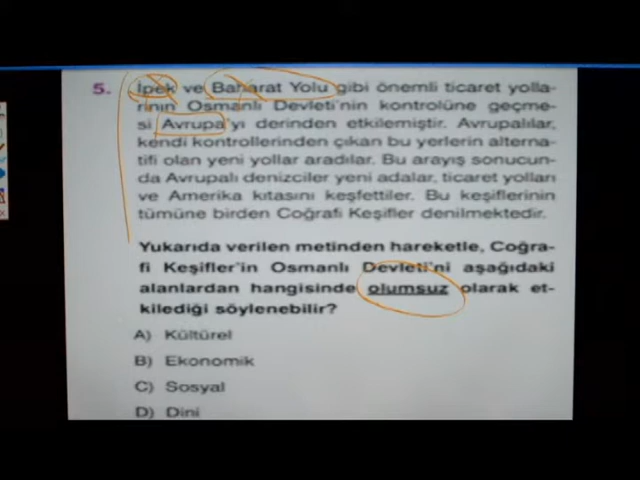 5. İpek ve Baharat Yolu gibi önemli ticaret yolla-
rının Osmanlı Devleti'nin kontrolüne geçme-
si Avrupa'yı derinden etkilemiştir. Avrupalılar,
kendi kontrollerinden çıkan bu yerlerin alterna-
tifi olan yeni yollar aradılar. Bu arayış sonucun-
da Avrupalı denizciler yeni adalar, ticaret yolları
ve Amerika kıtasını keşfettiler. Bu keşiflerinin
tümüne birden Coğrafi Keşifler denilmektedir.
Yukarıda verilen metinden hareketle, Coğra-
fi Keşifler'in Osmanlı Devleti'ni aşağıdaki
alanlardan hangisinde olumsuz olarak et-
kilediği söylenebilir?
A) Kültürel
B) Ekonomik
C) Sosyal
D) Dini